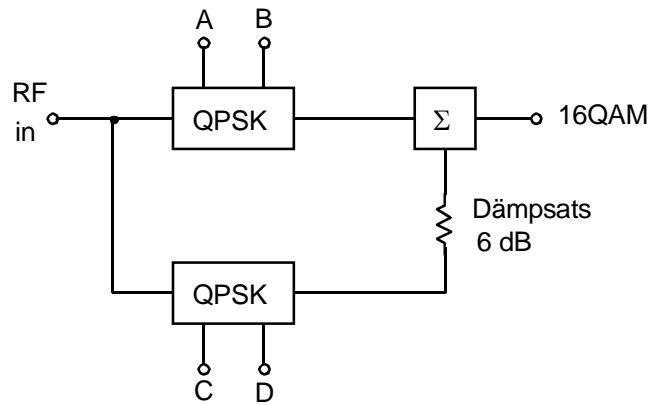 A B
RF
in
QPSK
Σ
16QAM
Dämpsats
6 dB
QPSK
C D